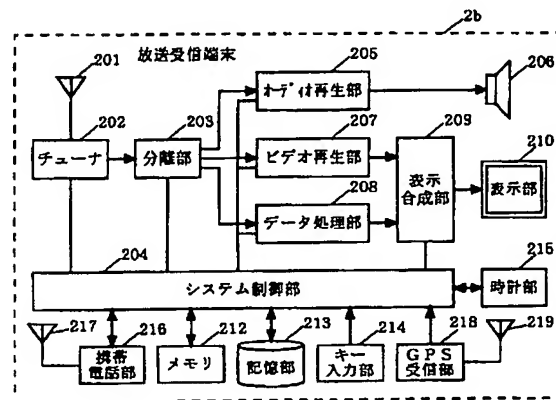 2b
201
放送受信端末
205
オーディオ再生部
206
202
チューナ
203
分離部
207
ビデオ再生部
209
表示
合成部
210
表示部
208
データ処理部
204
システム制御部
215
時計部
217
216
携帯
電話部
212
メモリ
213
記憶部
214
キー
入力部
218
GPS
受信部
219